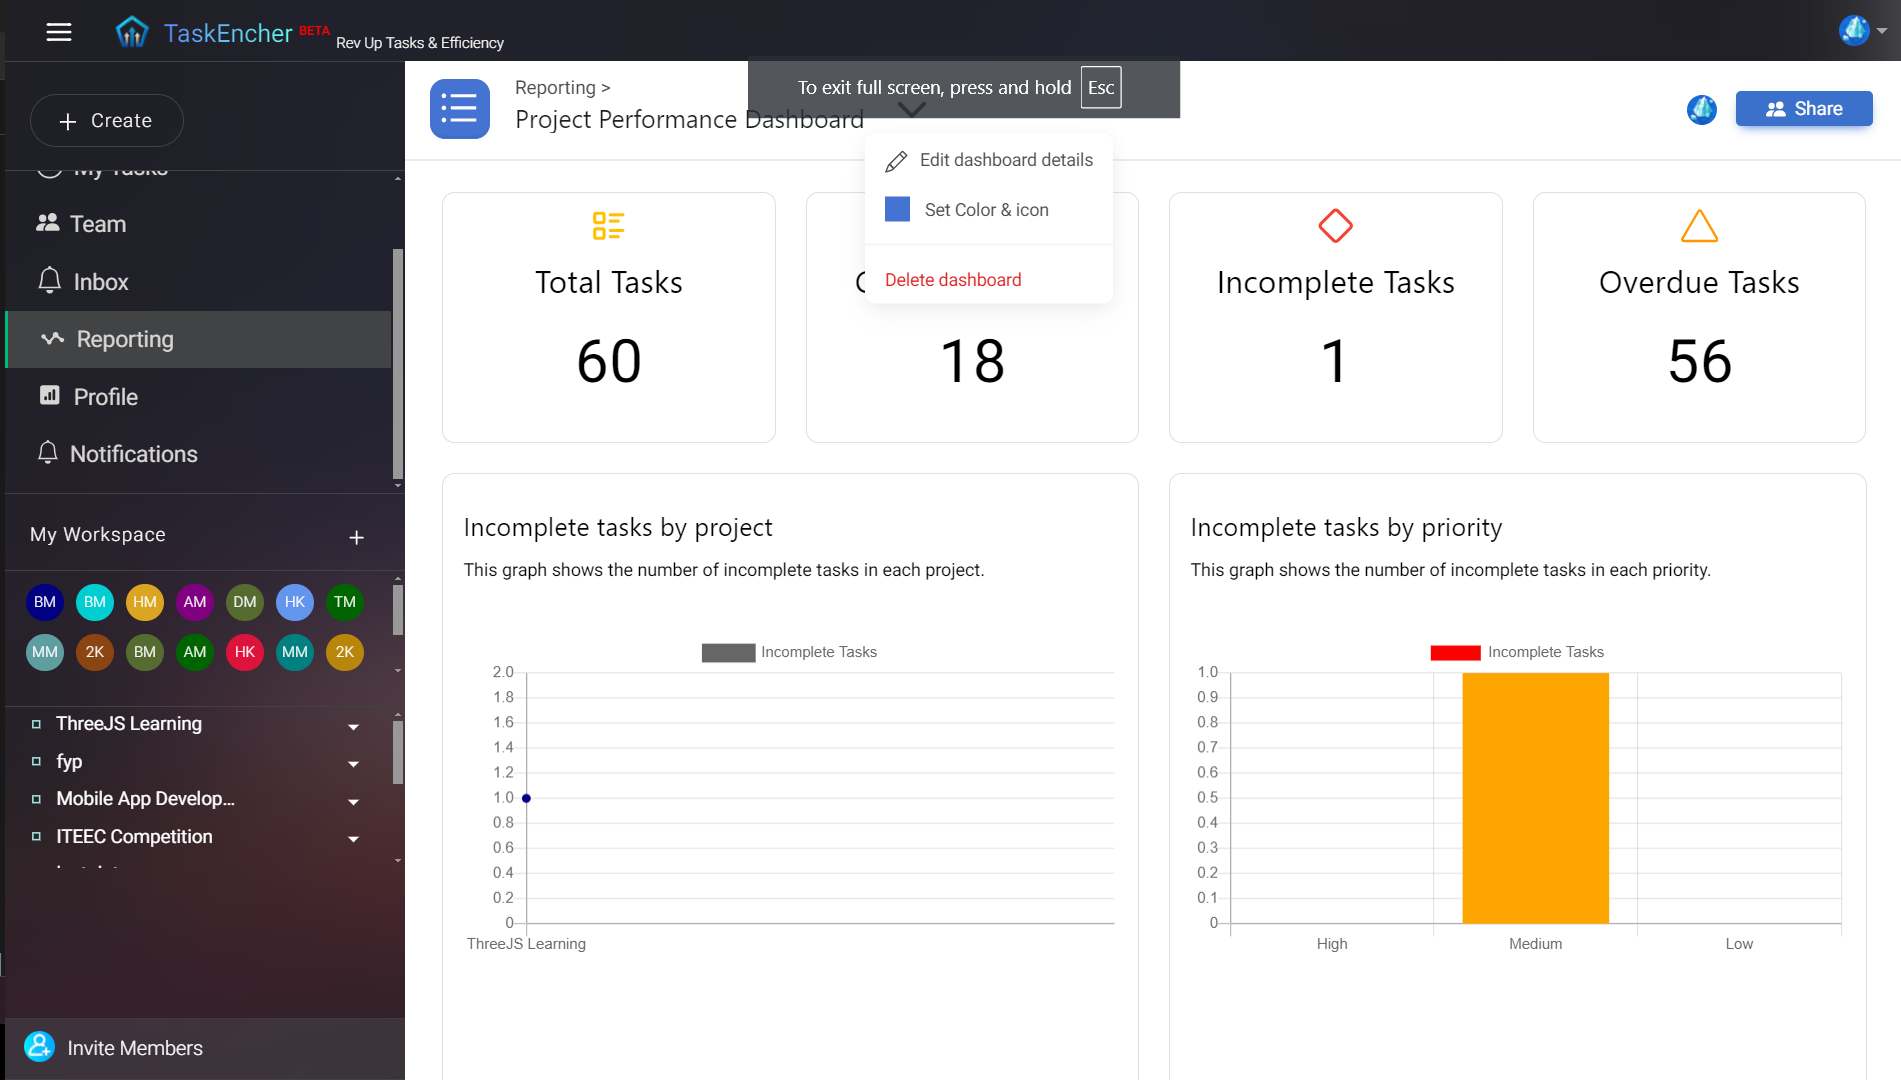 TaskEncher BETA
Rev Up Tasks & Efficiency
Create
My Tasks
Team
Inbox
Reporting
Profile
Notifications
My Workspace
BM BM HM AM DM HK TM
MM 2K BM AM HK MM 2K
ThreeJS Learning
fyp
Mobile App Develop...
ITEEC Competition
Invite Members
To exit full screen, press and hold Esc
Reporting >
Project Performance Dashboard
Share
Edit dashboard details
Set Color & icon
Delete dashboard
Total Tasks
60
18
Incomplete Tasks
1
Overdue Tasks
56
Incomplete tasks by project
This graph shows the number of incomplete tasks in each project.
Incomplete Tasks
2.0
1.8
1.6
1.4
1.2
1.0
0.8
0.6
0.4
0.2
0
ThreeJS Learning
Incomplete tasks by priority
This graph shows the number of incomplete tasks in each priority.
Incomplete Tasks
1.0
0.9
0.8
0.7
0.6
0.5
0.4
0.3
0.2
0.1
0
High Medium Low